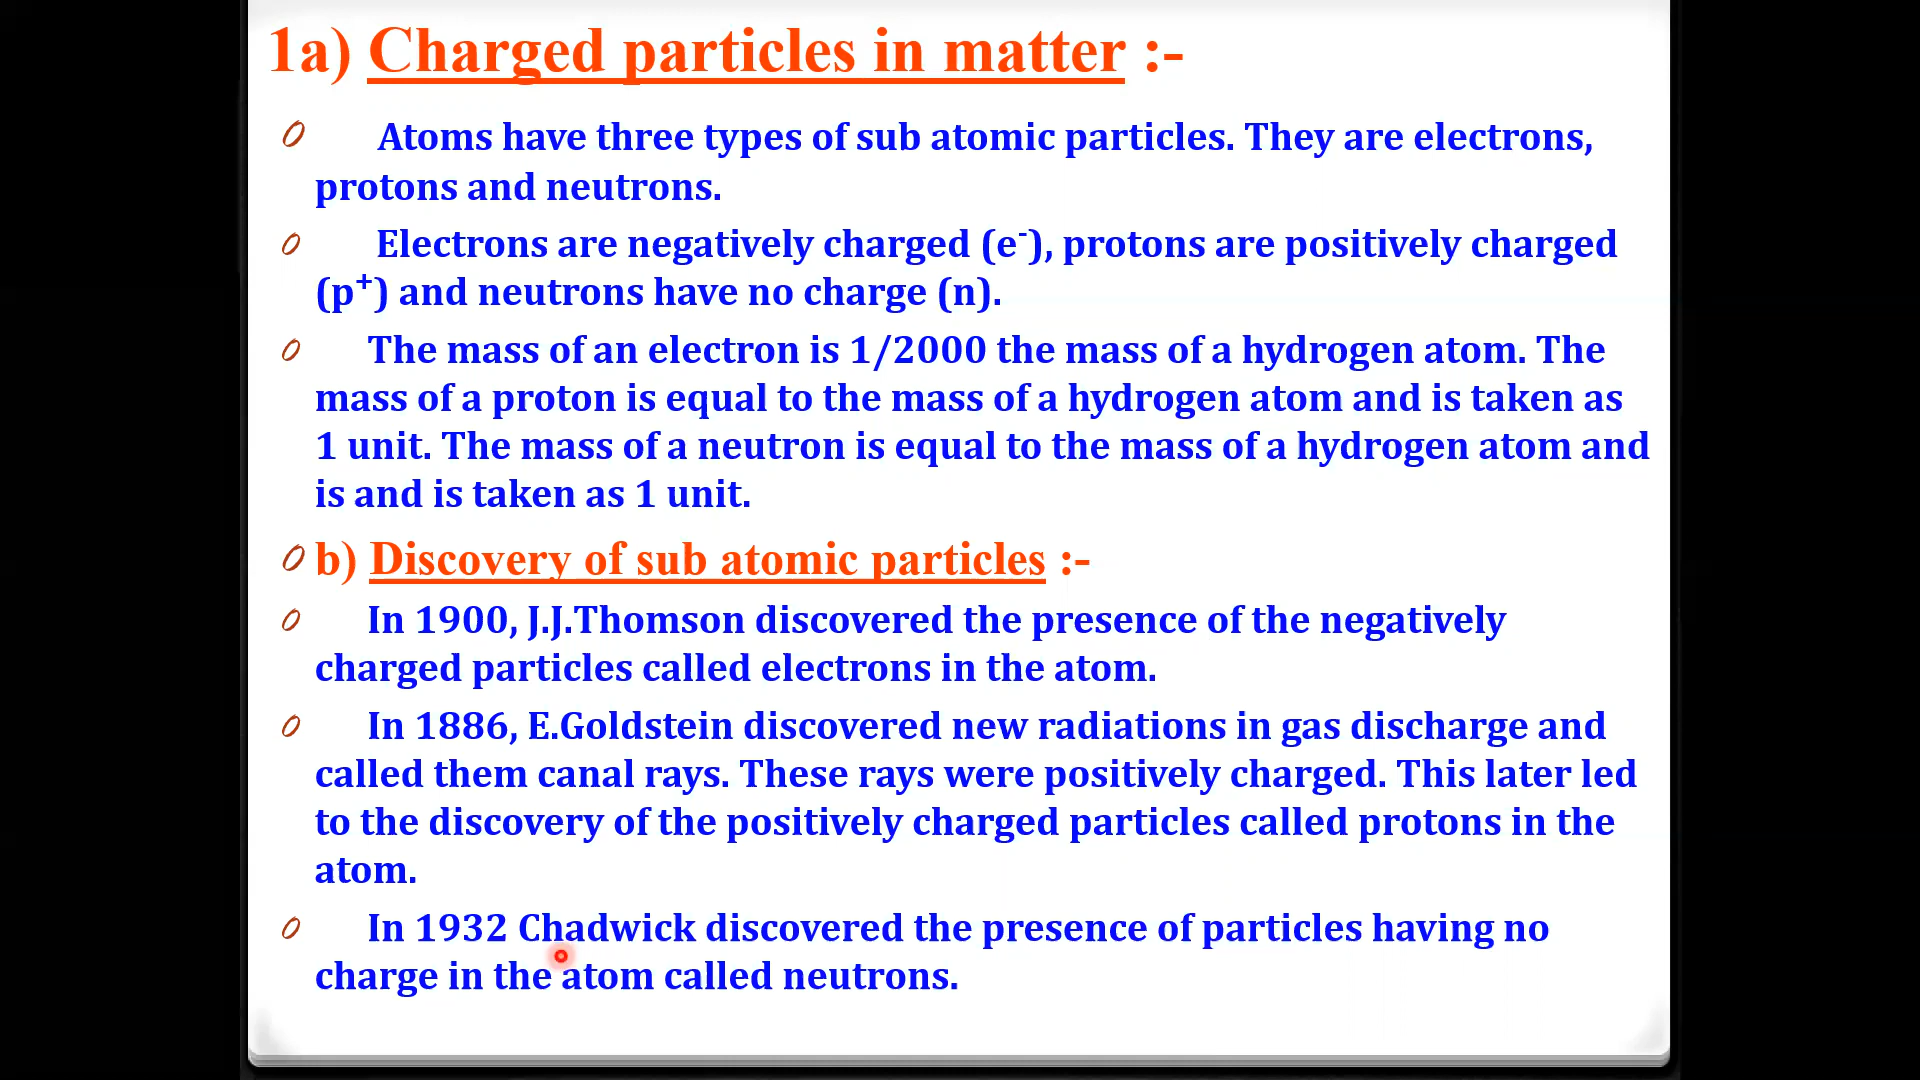 1a) Charged particles in matter :-
Atoms have three types of sub atomic particles. They are electrons,
protons and neutrons.
Electrons are negatively charged (e⁻), protons are positively charged
(p⁺) and neutrons have no charge (n).
The mass of an electron is 1/2000 the mass of a hydrogen atom. The
mass of a proton is equal to the mass of a hydrogen atom and is taken as
1 unit. The mass of a neutron is equal to the mass of a hydrogen atom and
is and is taken as 1 unit.
b) Discovery of sub atomic particles :-
In 1900, J.J.Thomson discovered the presence of the negatively
charged particles called electrons in the atom.
In 1886, E.Goldstein discovered new radiations in gas discharge and
called them canal rays. These rays were positively charged. This later led
to the discovery of the positively charged particles called protons in the
atom.
In 1932 Chadwick discovered the presence of particles having no
charge in the atom called neutrons.